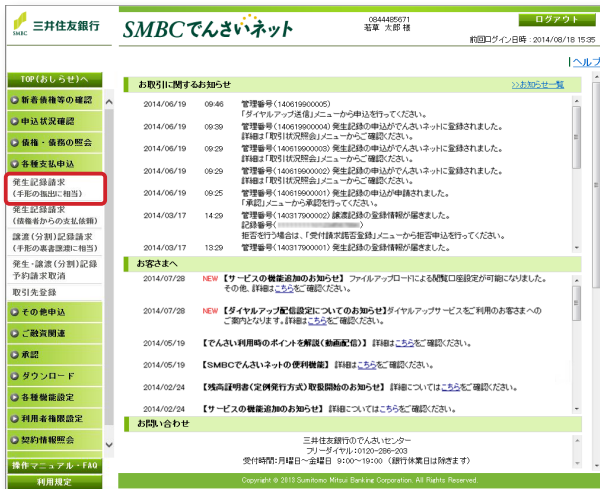 SMBC 三井住友銀行
SMBCでんさいネット
0844485671
若草 太郎 様
ログアウト
前回ログイン日時：2014/08/18 15:35
ヘルプ
TOP(おしらせ)へ
新着債権等の確認
申込状況確認
債権・債務の照会
各種支払申込
発生記録請求
(手形の振出に相当)
発生記録請求
(債権者からの支払依頼)
譲渡(分割)記録請求
(手形の裏書譲渡に相当)
発生・譲渡(分割)記録
予約請求取消
取引先登録
その他申込
ご融資関連
承認
ダウンロード
各種機能設定
利用者権限設定
契約情報照会
操作マニュアル・FAQ
利用規定
お取引に関するお知らせ
>>お知らせ一覧
2014/06/19 09:46 管理番号(140619900005)
「ダイヤルアップ送信」メニューから申込を行ってください。
2014/06/19 09:39 管理番号(140619900004) 発生記録の申込がでんさいネットに登録されました。
詳細は「取引状況照会」メニューからご確認ください。
2014/06/19 09:29 管理番号(140619900003) 発生記録の申込がでんさいネットに登録されました。
詳細は「取引状況照会」メニューからご確認ください。
2014/06/19 09:29 管理番号(140619900002) 発生記録の申込がでんさいネットに登録されました。
詳細は「取引状況照会」メニューからご確認ください。
2014/06/19 09:25 管理番号(140619900001) 発生記録の申込が申請されました。
「承認」メニューから承認を行ってください。
2014/03/17 14:29 管理番号(140317900002) 譲渡記録の登録情報が届きました。
記録番号( )
拒否を行う場合は、「受付請求諾否登録」メニューから拒否申込を行ってください。
2014/03/17 13:29 管理番号(140317900001) 発生記録の登録情報が届きました。
お客さまへ
2014/07/28 NEW 【サービスの機能追加のお知らせ】 ファイルアップロードによる閲覧口座設定が可能になりました。
その他、詳細はこちらをご確認ください。
2014/07/28 NEW 【ダイヤルアップ配信設定についてのお知らせ】ダイヤルアップサービスをご利用のお客さまへの
ご案内となります。詳細はこちらをご確認ください。
2014/05/19 【でんさい利用時のポイントを解説(動画配信)】 詳細はこちらをご確認ください。
2014/05/19 【SMBCでんさいネットの便利機能】 詳細はこちらをご確認ください。
2014/02/24 【残高証明書(定例発行方式)取扱開始のお知らせ】 詳細についてはこちらをご確認ください。
2014/02/24 【サービスの機能追加のお知らせ】 詳細についてはこちらをご確認ください。
お問い合わせ
三井住友銀行のでんさいセンター
フリーダイヤル：0120-286-203
受付時間：月曜日～金曜日 9:00～19:00 (銀行休業日は除きます)
Copyright © 2013 Sumitomo Mitsui Banking Corporation. All Rights Reserved.